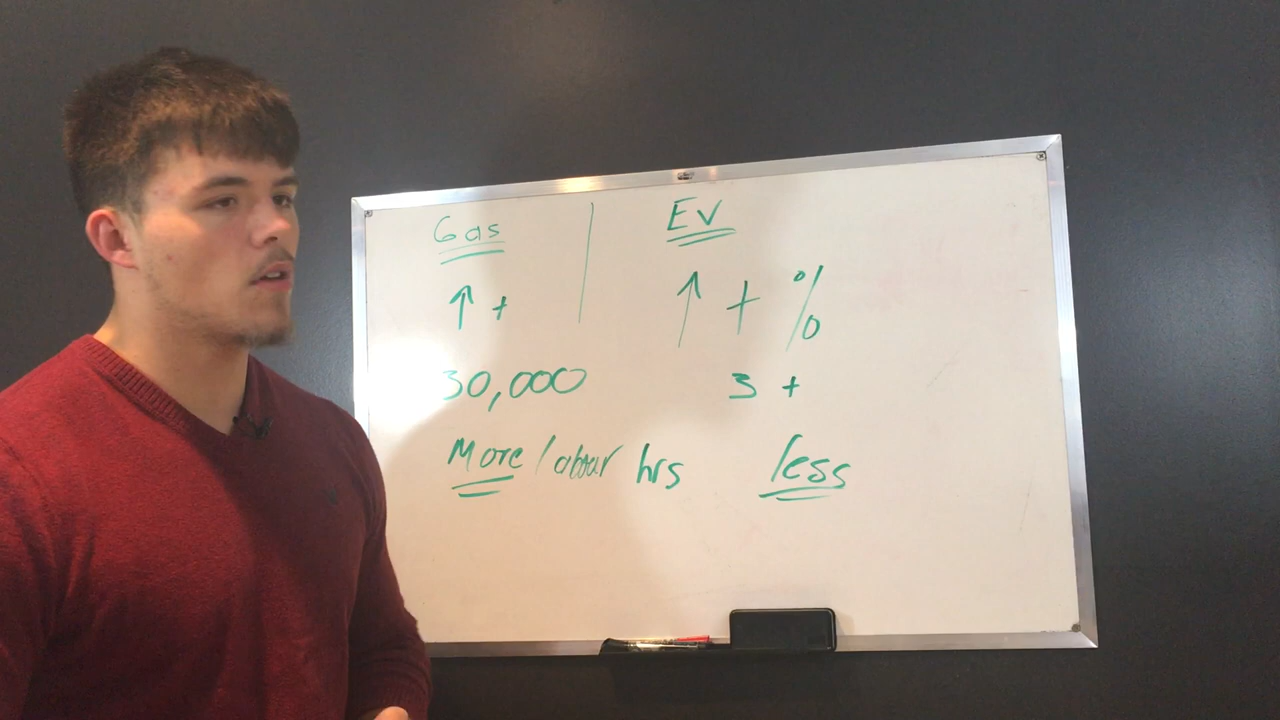 Gas | EV
↑ + ↑ + %
30,000 3 +
More labour hrs less